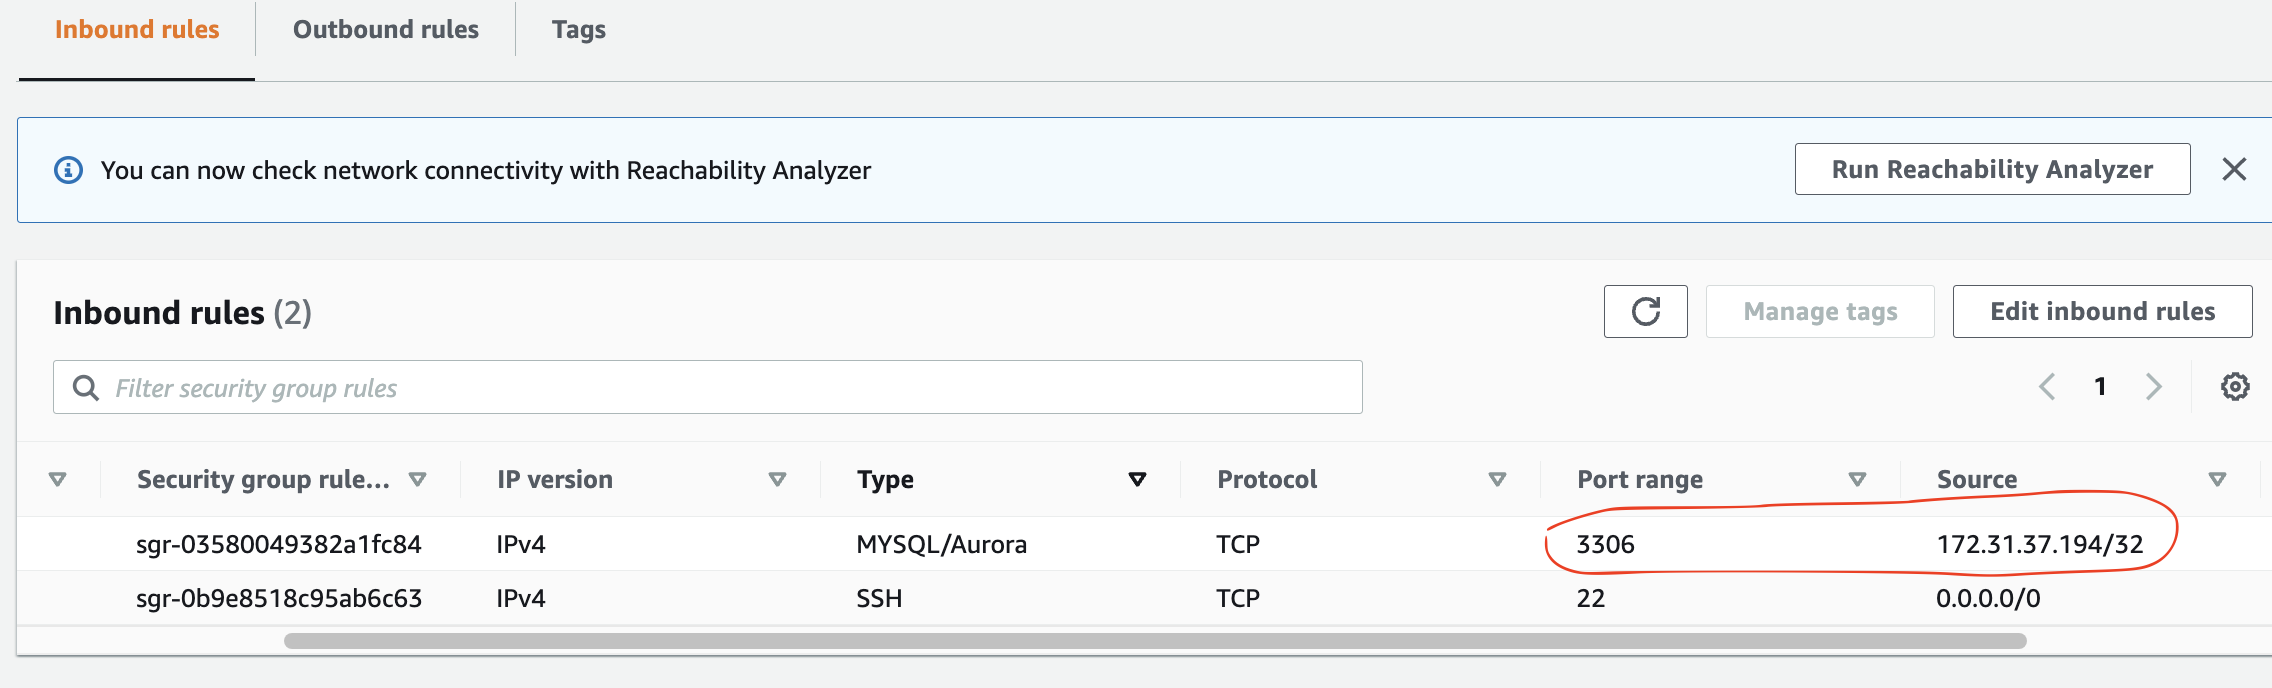 Inbound rules Outbound rules Tags
You can now check network connectivity with Reachability Analyzer Run Reachability Analyzer
Inbound rules (2) Manage tags Edit inbound rules
Filter security group rules 1
Security group rule... IP version Type Protocol Port range Source
sgr-03580049382a1fc84 IPv4 MYSQL/Aurora TCP 3306 172.31.37.194/32
sgr-0b9e8518c95ab6c63 IPv4 SSH TCP 22 0.0.0.0/0